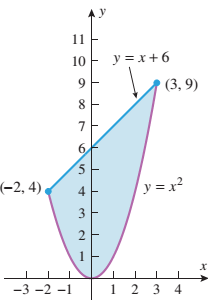 y
11
10
y = x + 6
9
(3, 9)
8
7
6
5
(−2, 4)
4
y = x²
3
2
1
x
−3 −2 −1 1 2 3 4